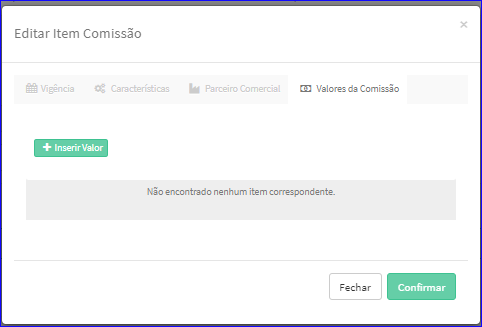 Editar Item Comissão
×
Vigência Características Parceiro Comercial Valores da Comissão
+ Inserir Valor
Não encontrado nenhum item correspondente.
Fechar Confirmar